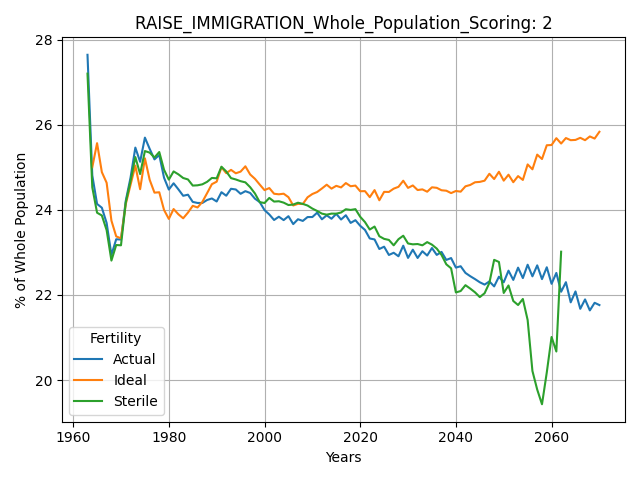 RAISE_IMMIGRATION_Whole_Population_Scoring: 2
28
26
24
22
20
% of Whole Population
Fertility
Actual
Ideal
Sterile
1960 1980 2000 2020 2040 2060
Years